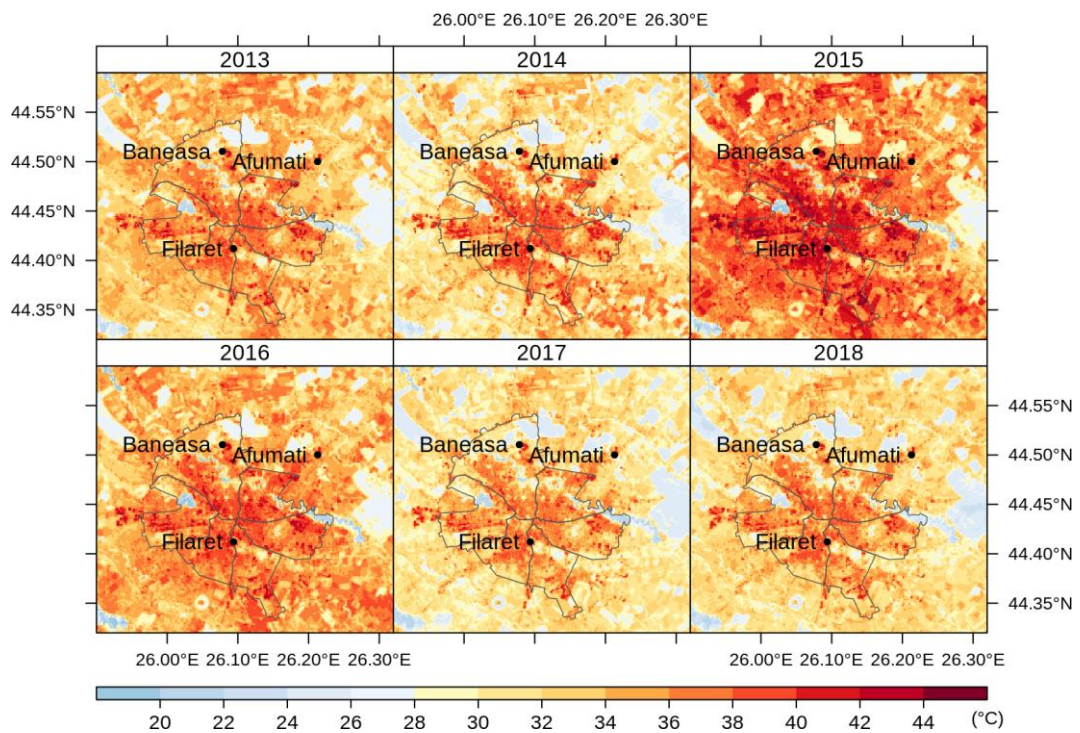 26.00°E 26.10°E 26.20°E 26.30°E
2013 2014 2015
44.55°N
44.50°N
44.45°N
44.40°N
44.35°N
Baneasa Afumati Baneasa Afumati Baneasa Afumati
Filaret Filaret Filaret
2016 2017 2018
Baneasa Afumati Baneasa Afumati Baneasa Afumati
Filaret Filaret Filaret
44.55°N
44.50°N
44.45°N
44.40°N
44.35°N
26.00°E 26.10°E 26.20°E 26.30°E 26.00°E 26.10°E 26.20°E 26.30°E
20 22 24 26 28 30 32 34 36 38 40 42 44 (°C)